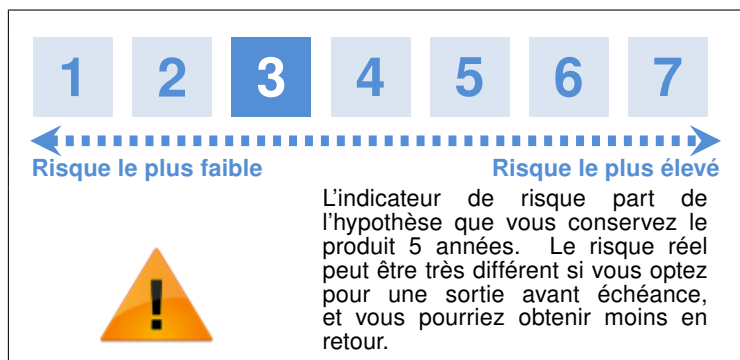 1 2 3 4 5 6 7
Risque le plus faible Risque le plus élevé
L'indicateur de risque part de
l'hypothèse que vous conservez le
produit 5 années. Le risque réel
peut être très différent si vous optez
pour une sortie avant échéance,
et vous pourriez obtenir moins en
retour.
!